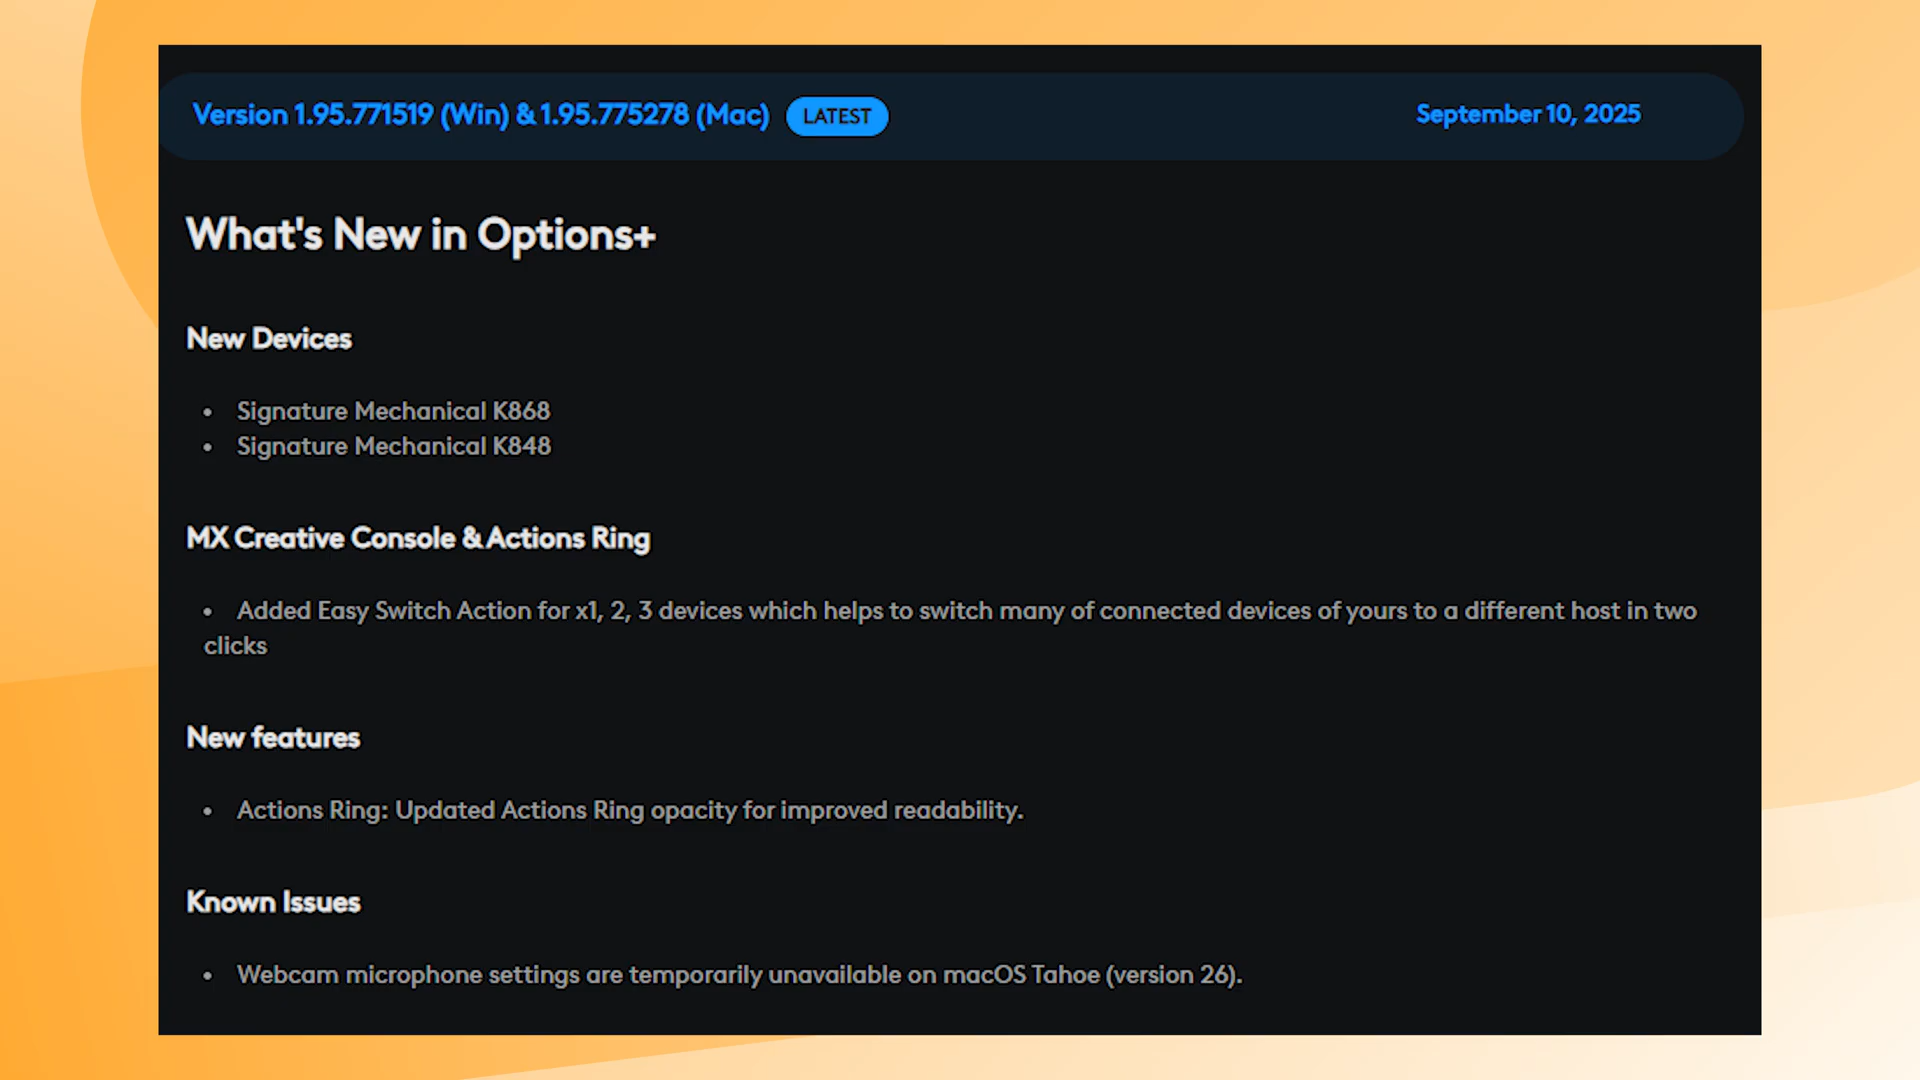 Version 1.95.771519 (Win) & 1.95.775278 (Mac) LATEST September 10, 2025
What's New in Options+
New Devices
• Signature Mechanical K868
• Signature Mechanical K848
MX Creative Console & Actions Ring
• Added Easy Switch Action for x1, 2, 3 devices which helps to switch many of connected devices of yours to a different host in two
clicks
New features
• Actions Ring: Updated Actions Ring opacity for improved readability.
Known Issues
• Webcam microphone settings are temporarily unavailable on macOS Tahoe (version 26).